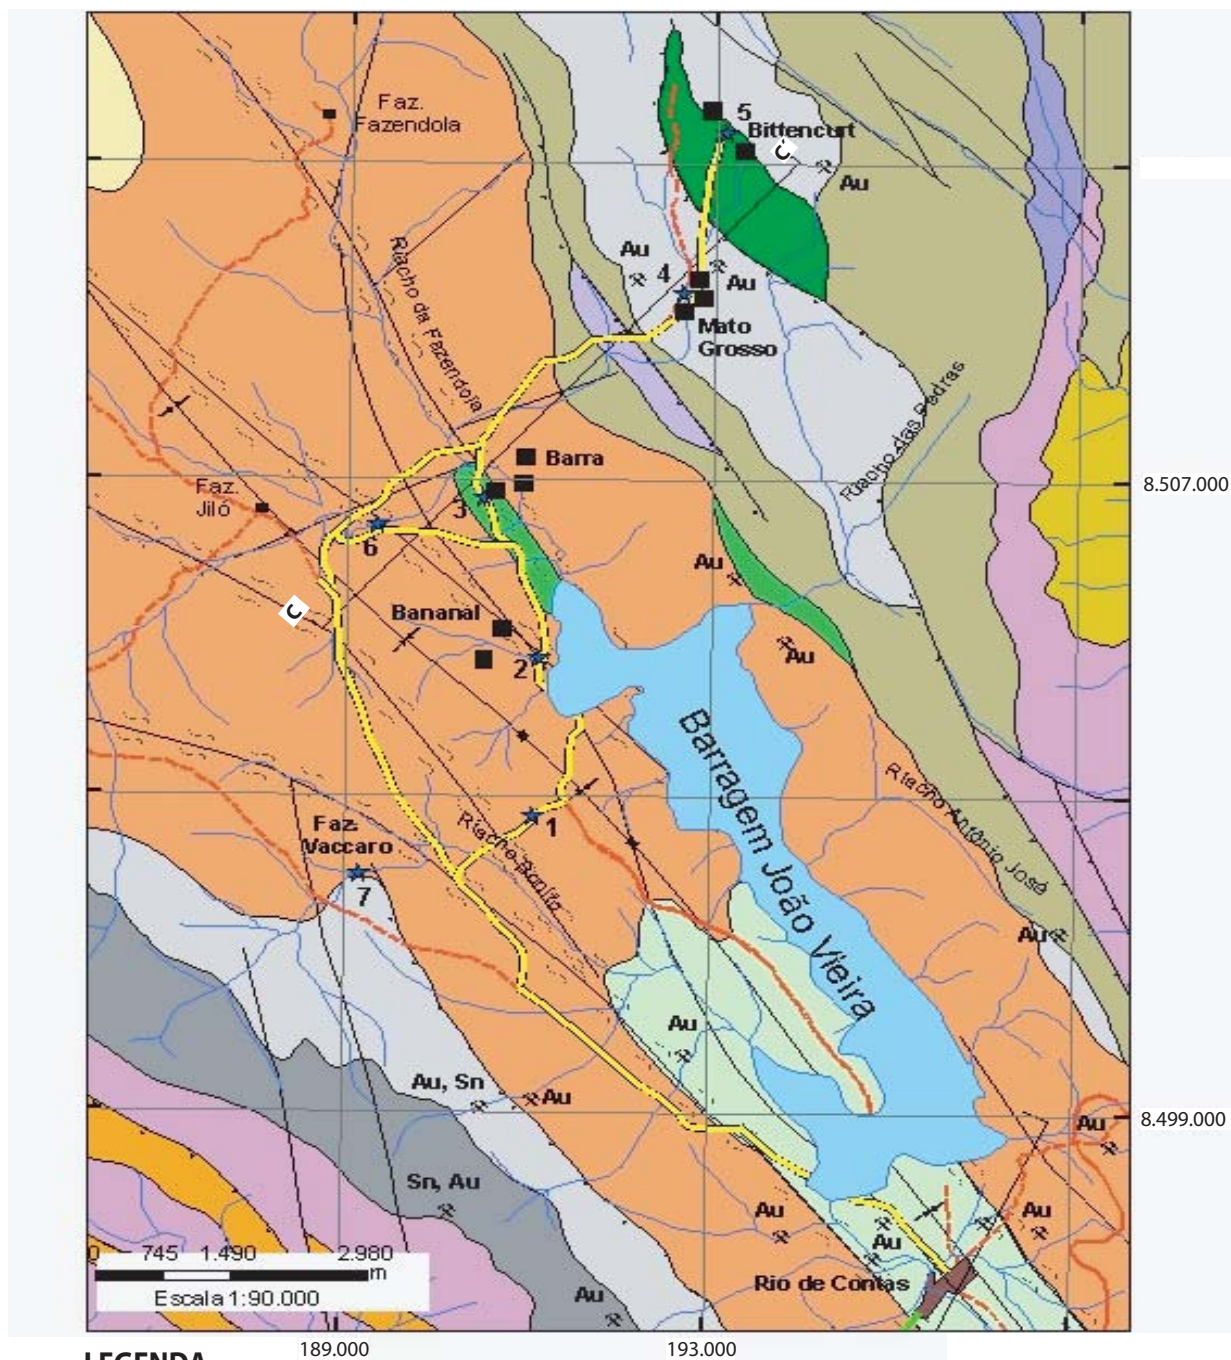 Faz.
Fazendola
5
Bittencurt
C'
Au
Riacho da Fazendola
Au
4
Au
Mato
Grosso
Riacho das Pedras
Barra
Faz.
Jiló
3
8.507.000
6
Au
C
Bananal
2
Au
Barragem João Vieira
Riacho Antônio José
Faz.
Vaccaro
Riacho Bonito
1
7
Au
Au
Au, Sn
Au
8.499.000
Au
Sn, Au
Au
Au
Au
0 745 1.490 2.980
m
Escala 1:90.000
Rio de Contas
Au
189.000
193.000
LEGENDA